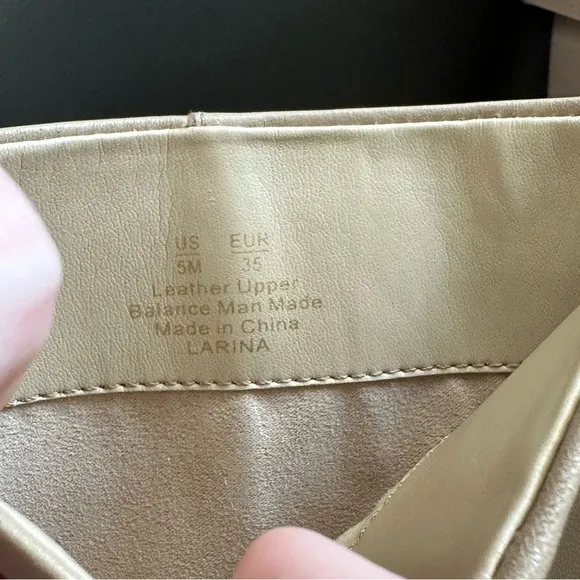 US EUR
5M 35
Leather Upper
Balance Man Made
Made in China
LARINA